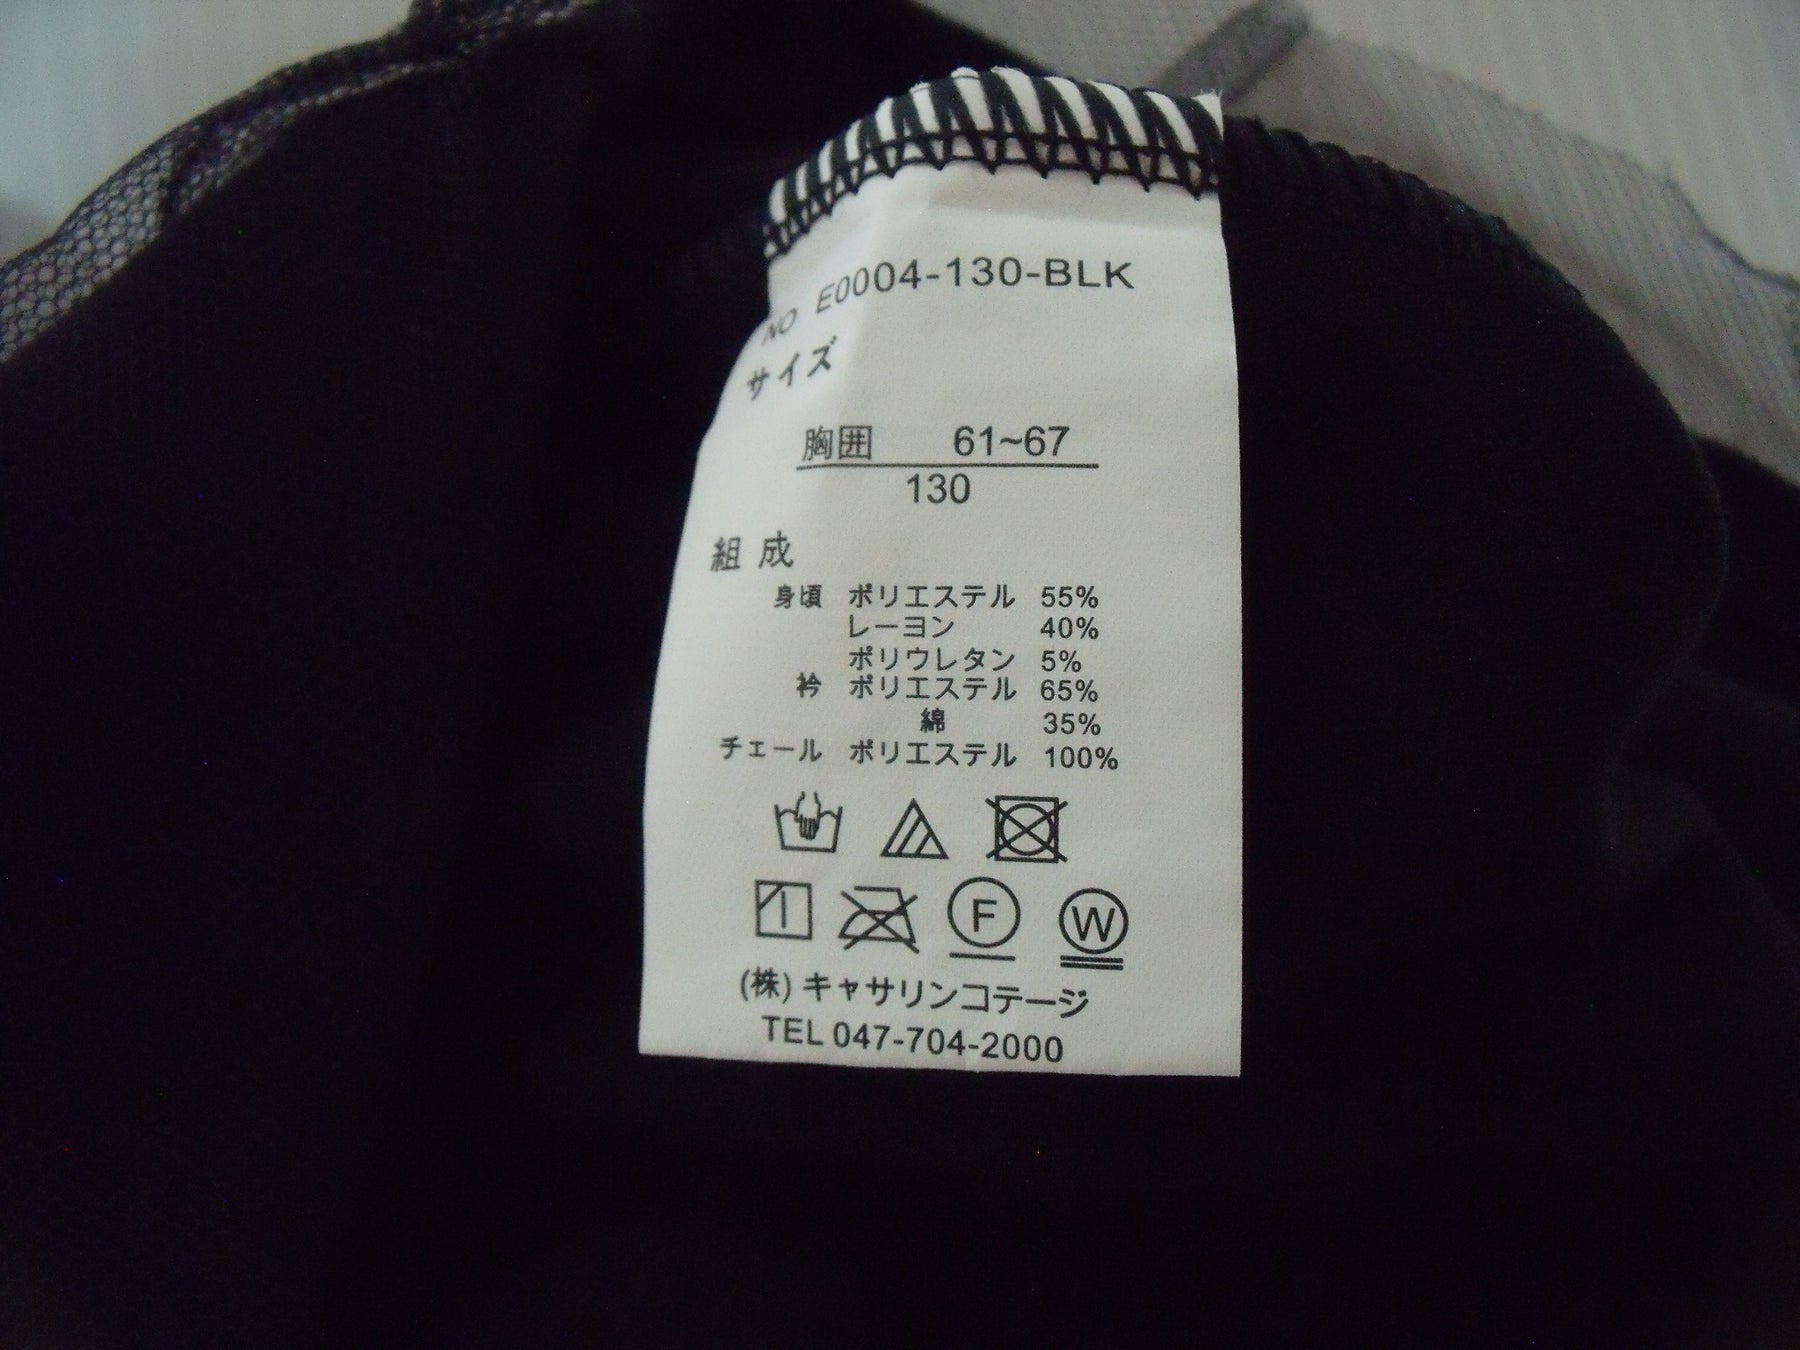 NO E0004-130-BLK
サイズ
胸囲 61~67
130
組成
身頃 ポリエステル 55%
レーヨン 40%
ポリウレタン 5%
衿 ポリエステル 65%
綿 35%
チェール ポリエステル 100%
F W
(株)キャサリンコテージ
TEL 047-704-2000